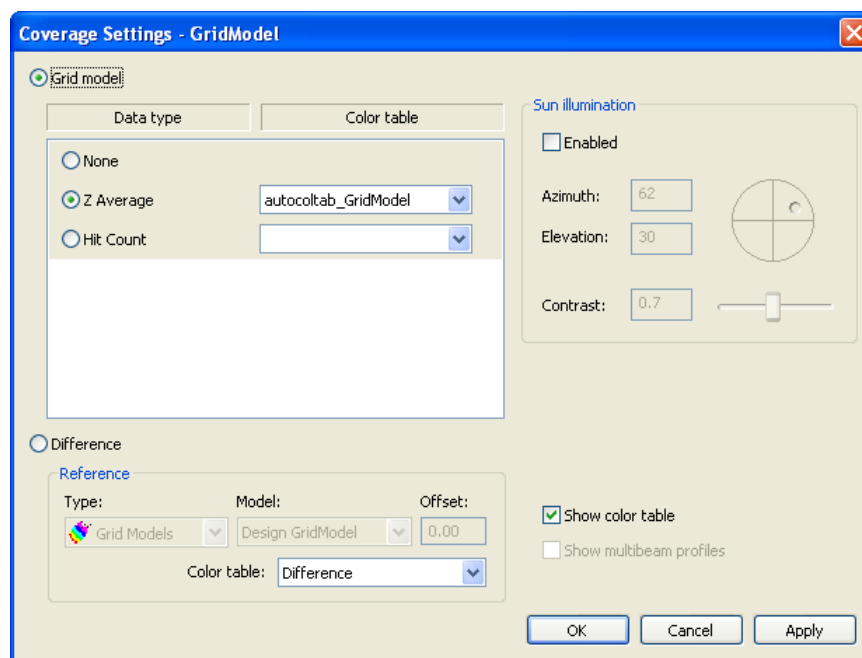 Coverage Settings - GridModel
Grid model
Data type
Color table
None
Z Average
autocoltab_GridModel
Hit Count
Sun illumination
Enabled
Azimuth:
62
Elevation:
30
Contrast:
0.7
Difference
Reference
Type:
Model:
Offset:
Grid Models
Design GridModel
0.00
Color table:
Difference
Show color table
Show multibeam profiles
OK
Cancel
Apply